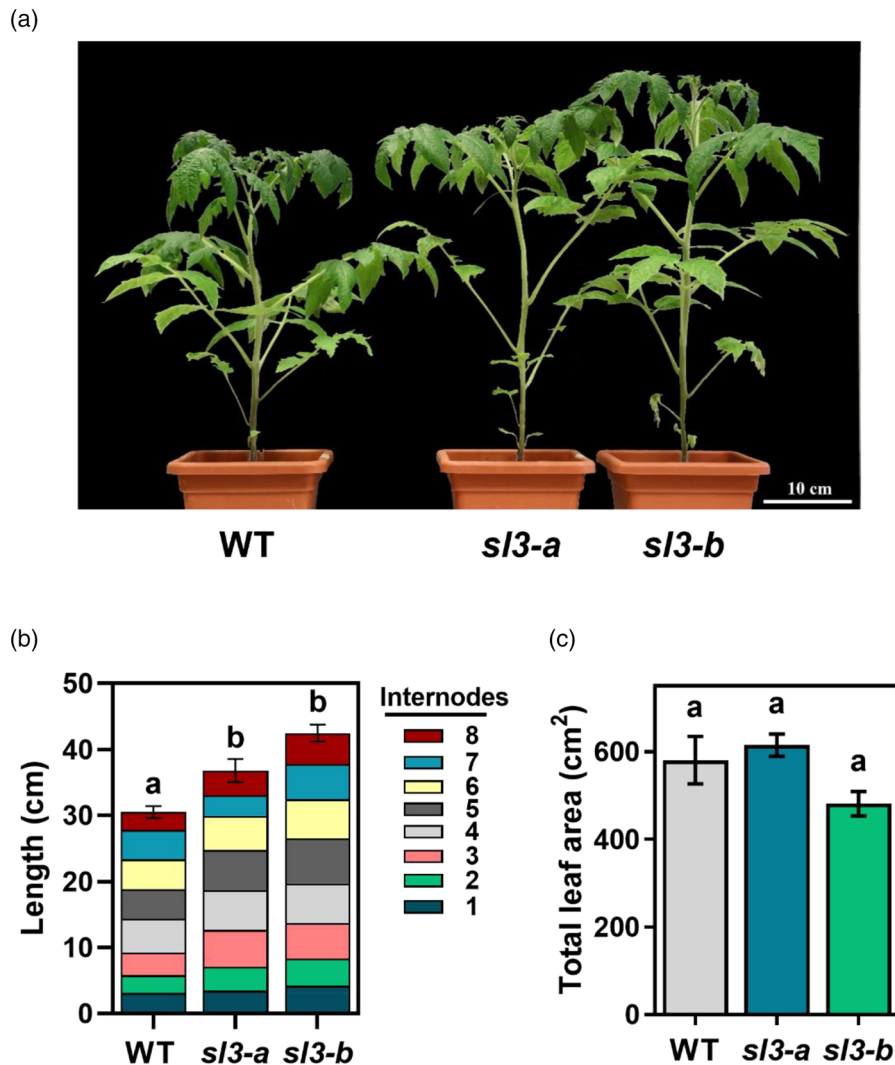 (a)
10 cm
WT sl3-a sl3-b
(b)
Length (cm)
50
40
30
20
10
0
a b b
WT sl3-a sl3-b
Internodes
8
7
6
5
4
3
2
1
(c)
Total leaf area (cm²)
600
400
200
0
a a a
WT sl3-a sl3-b